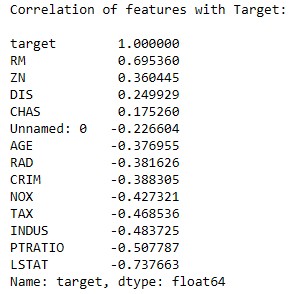 Correlation of features with Target:
target 1.000000
RM 0.695360
ZN 0.360445
DIS 0.249929
CHAS 0.175260
Unnamed: 0 -0.226604
AGE -0.376955
RAD -0.381626
CRIM -0.388305
NOX -0.427321
TAX -0.468536
INDUS -0.483725
PTRATIO -0.507787
LSTAT -0.737663
Name: target, dtype: float64